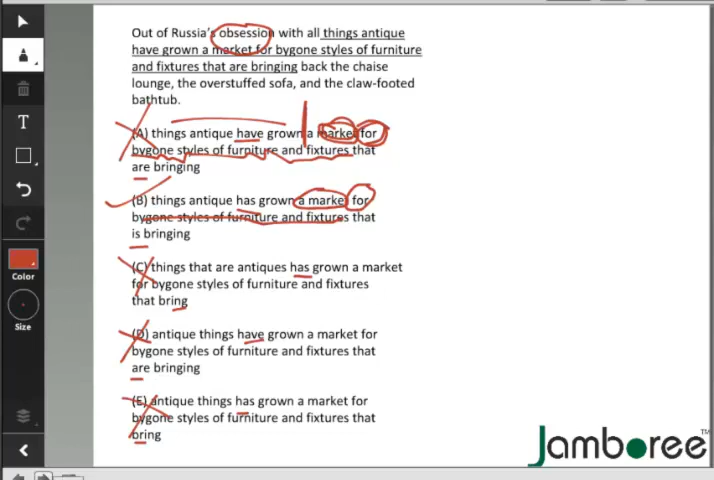 Out of Russia's obsession with all things antique
have grown a market for bygone styles of furniture
and fixtures that are bringing back the chaise
lounge, the overstuffed sofa, and the claw-footed
bathtub.
(A) things antique have grown a market for
bygone styles of furniture and fixtures that
are bringing
(B) things antique has grown a market for
bygone styles of furniture and fixtures that
is bringing
(C) things that are antiques has grown a market
for bygone styles of furniture and fixtures
that bring
(D) antique things have grown a market for
bygone styles of furniture and fixtures that
are bringing
(E) antique things has grown a market for
bygone styles of furniture and fixtures that
bring
T
Color
Size
Jamboree™